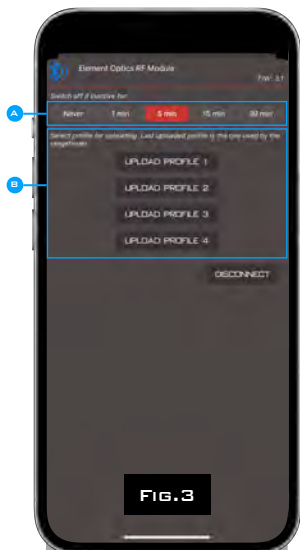 Element Optics RF Module
FW: 3.1
Switch off if inactive for:
A
Never 1 min 5 min 15 min 30 min
Select profile for uploading. Last uploaded profile is the one used by the
rangefinder.
UPLOAD PROFILE 1
B
UPLOAD PROFILE 2
UPLOAD PROFILE 3
UPLOAD PROFILE 4
DISCONNECT
FIG.3